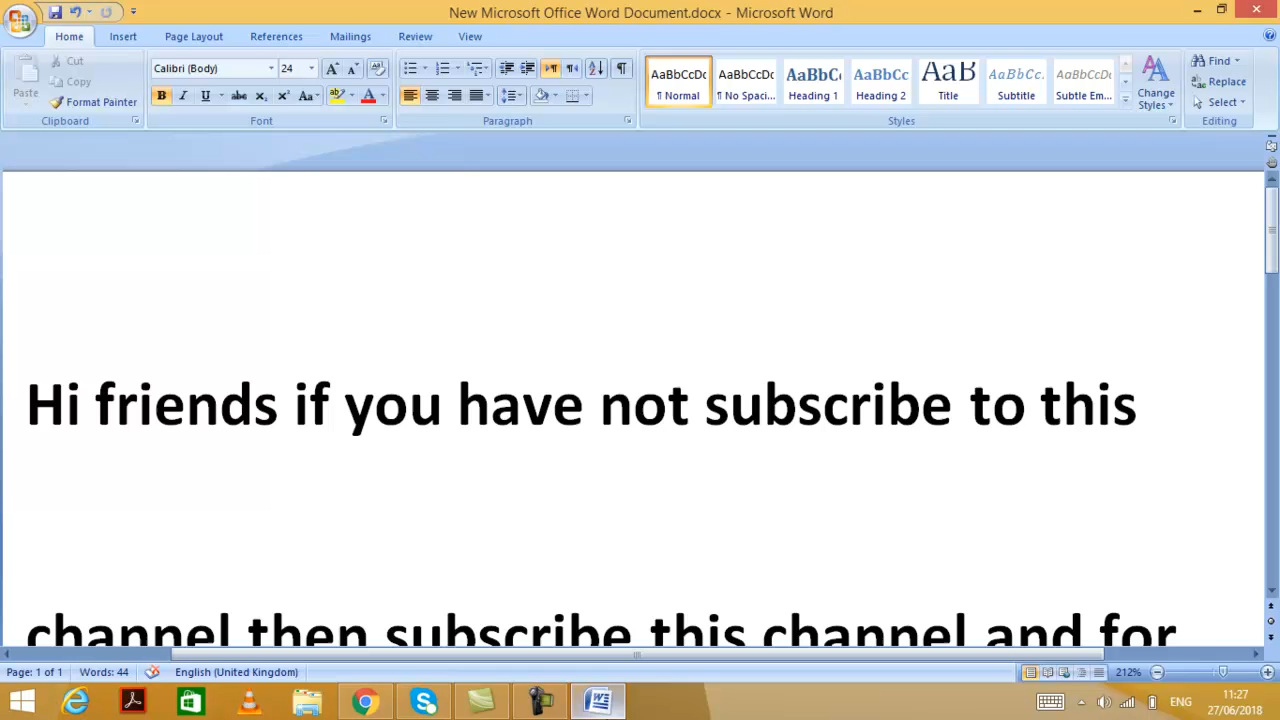 New Microsoft Office Word Document.docx - Microsoft Word
Home Insert Page Layout References Mailings Review View
Cut Calibri (Body) 24 AaBbCcDc AaBbCcDc AaBbC AaBbCc AaB AaBbCc. AaBbCcDc Find
Copy Replace
Paste Format Painter ¶ Normal ¶ No Spaci... Heading 1 Heading 2 Title Subtitle Subtle Em... Change Styles Select
Clipboard Font Paragraph Styles Editing
Hi friends if you have not subscribe to this
channel then subscribe this channel and for
Page: 1 of 1 Words: 44 English (United Kingdom) 212%
ENG 11:27
27/06/2018